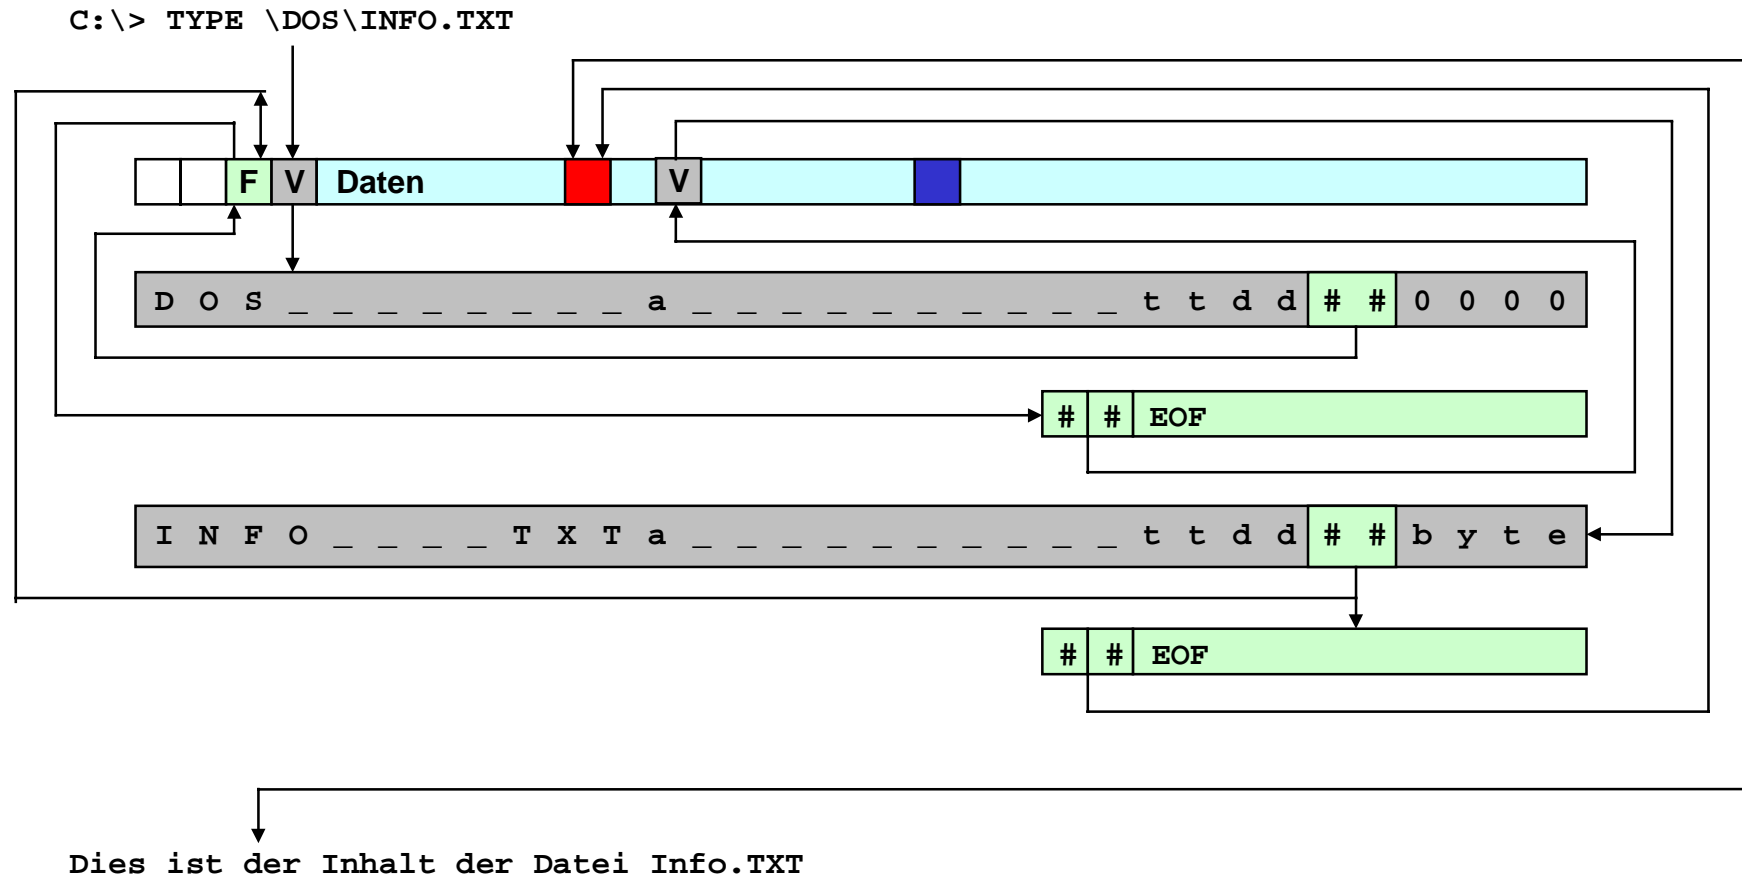 C:\> TYPE \DOS\INFO.TXT
F V Daten V
D O S _ _ _ _ _ _ _ _ a _ _ _ _ _ _ _ _ _ _ t t d d # # 0 0 0 0
# # EOF
I N F O _ _ _ _ T X T a _ _ _ _ _ _ _ _ _ _ t t d d # # b y t e
# # EOF
Dies ist der Inhalt der Datei Info.TXT